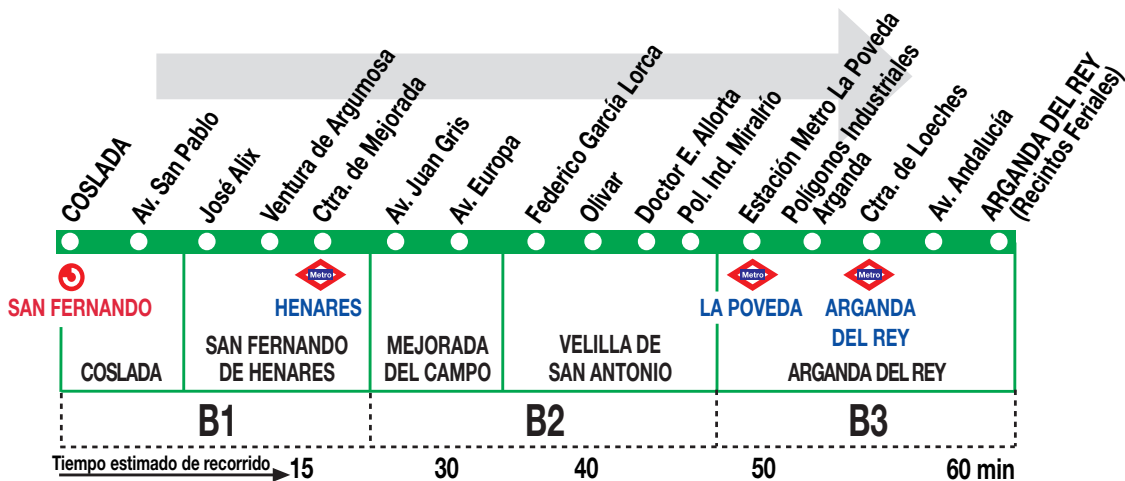 COSLADA
Av. San Pablo
José Alix
Ventura de Argumosa
Ctra. de Mejorada
Av. Juan Gris
Av. Europa
Federico García Lorca
Olivar
Doctor E. Allorta
Pol. Ind. Miralrío
Estación Metro La Poveda
Polígonos Industriales
Arganda
Ctra. de Loeches
Av. Andalucía
ARGANDA DEL REY
(Recintos Feriales)
SAN FERNANDO
Metro
HENARES
Metro
LA POVEDA
Metro
ARGANDA
DEL REY
COSLADA
SAN FERNANDO
DE HENARES
MEJORADA
DEL CAMPO
VELILLA DE
SAN ANTONIO
ARGANDA DEL REY
B1 B2 B3
Tiempo estimado de recorrido 15 30 40 50 60 min